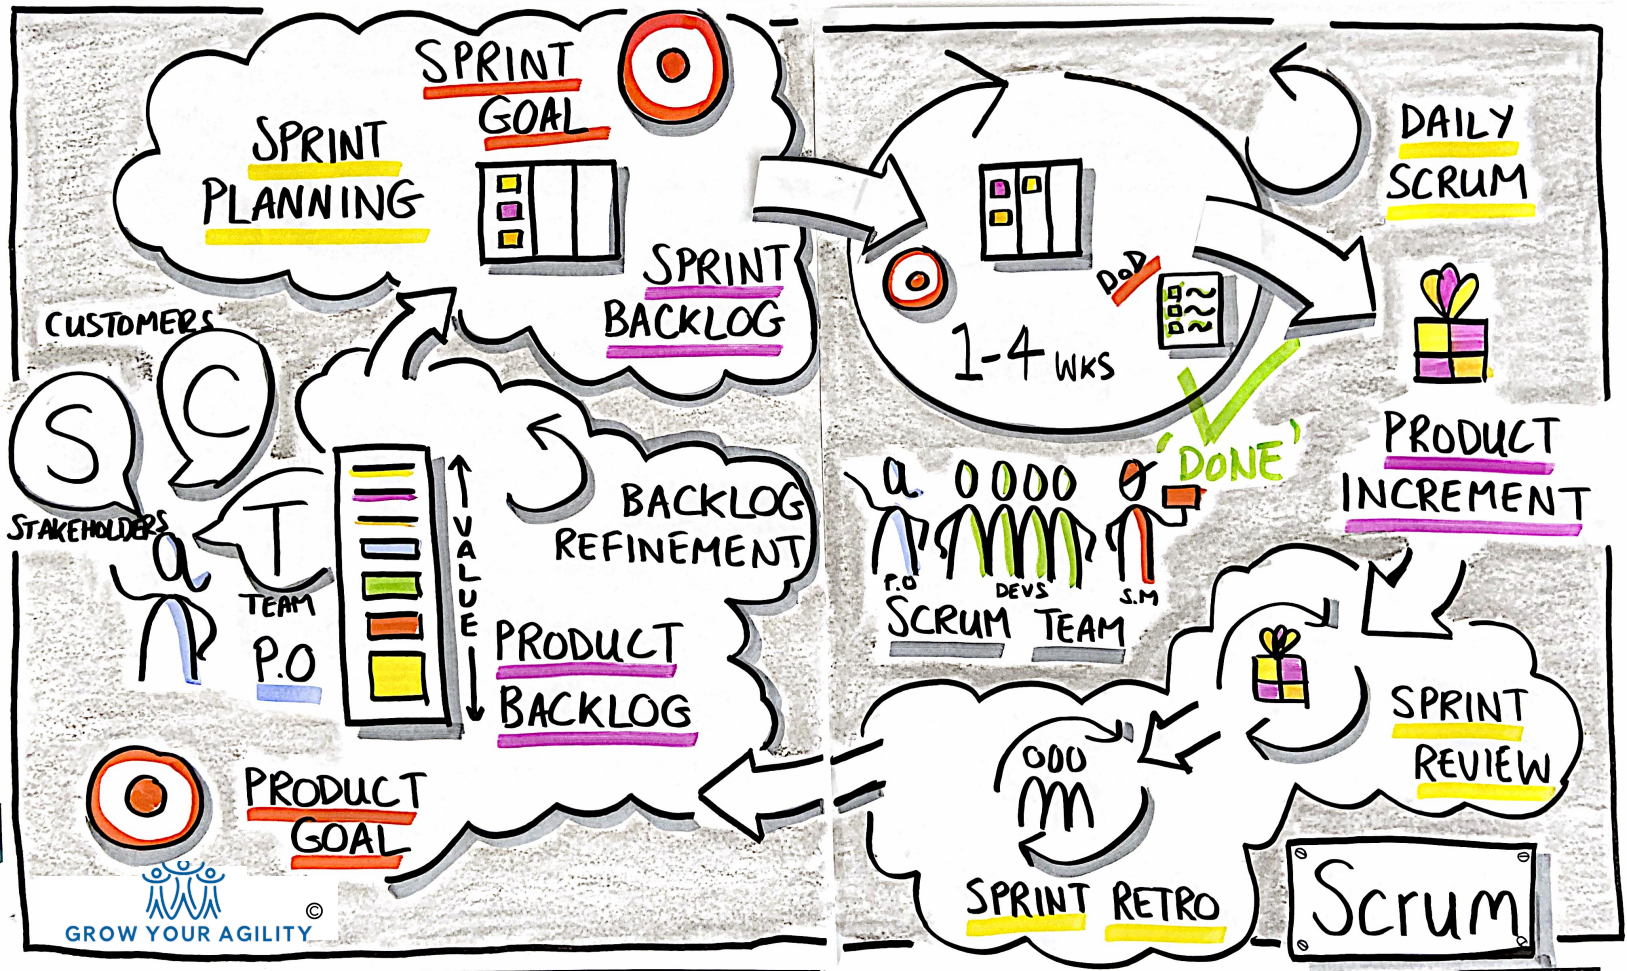 SPRINT
GOAL
SPRINT
PLANNING
SPRINT
BACKLOG
CUSTOMERS
C
S
STAKEHOLDERS
T
TEAM
P.O
VALUE
BACKLOG
REFINEMENT
PRODUCT
BACKLOG
PRODUCT
GOAL
©
GROW YOUR AGILITY
DAILY
SCRUM
DOD
1-4 WKS
'DONE'
PRODUCT
INCREMENT
P.O
DEVS
S.M
SCRUM TEAM
SPRINT
REVIEW
SPRINT RETRO
Scrum